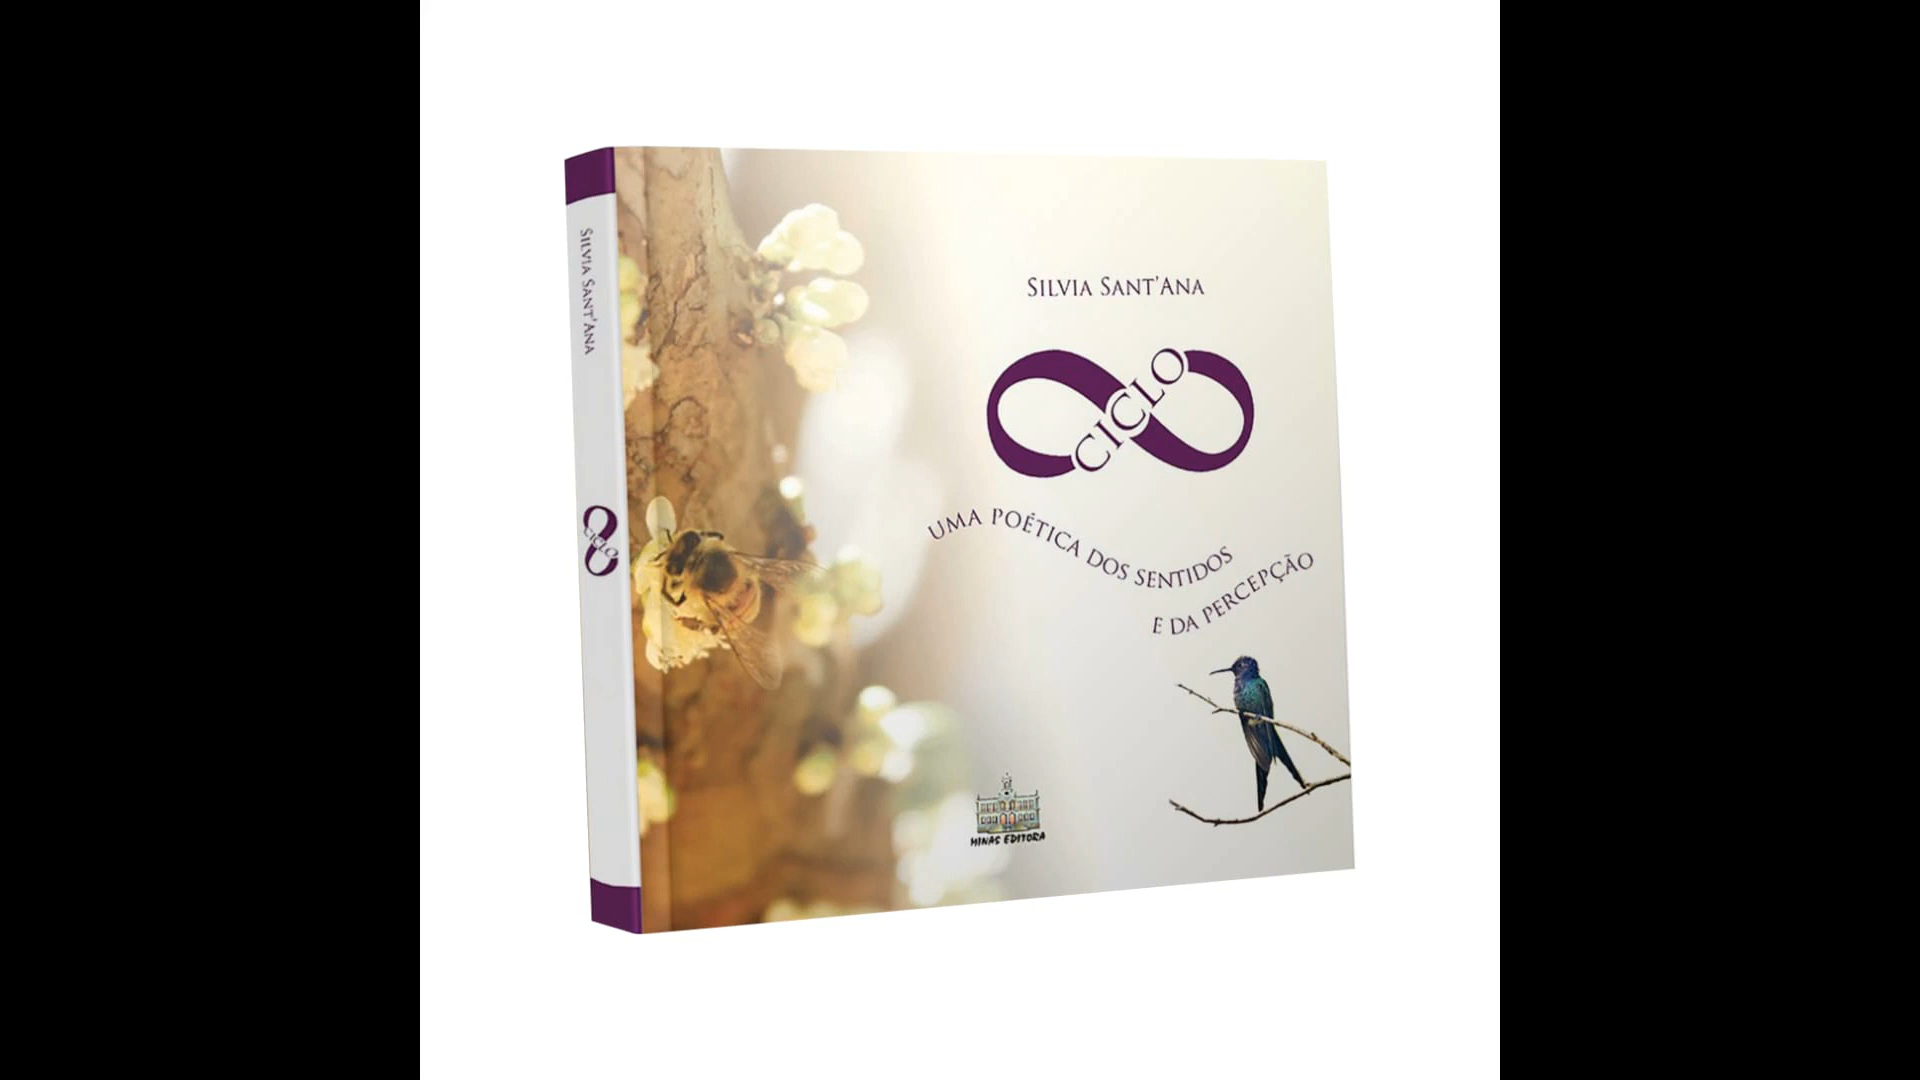 SILVIA SANT'ANA
CICLO
SILVIA SANT'ANA
CICLO
UMA POÉTICA DOS SENTIDOS
E DA PERCEPÇÃO
MINAS EDITORA